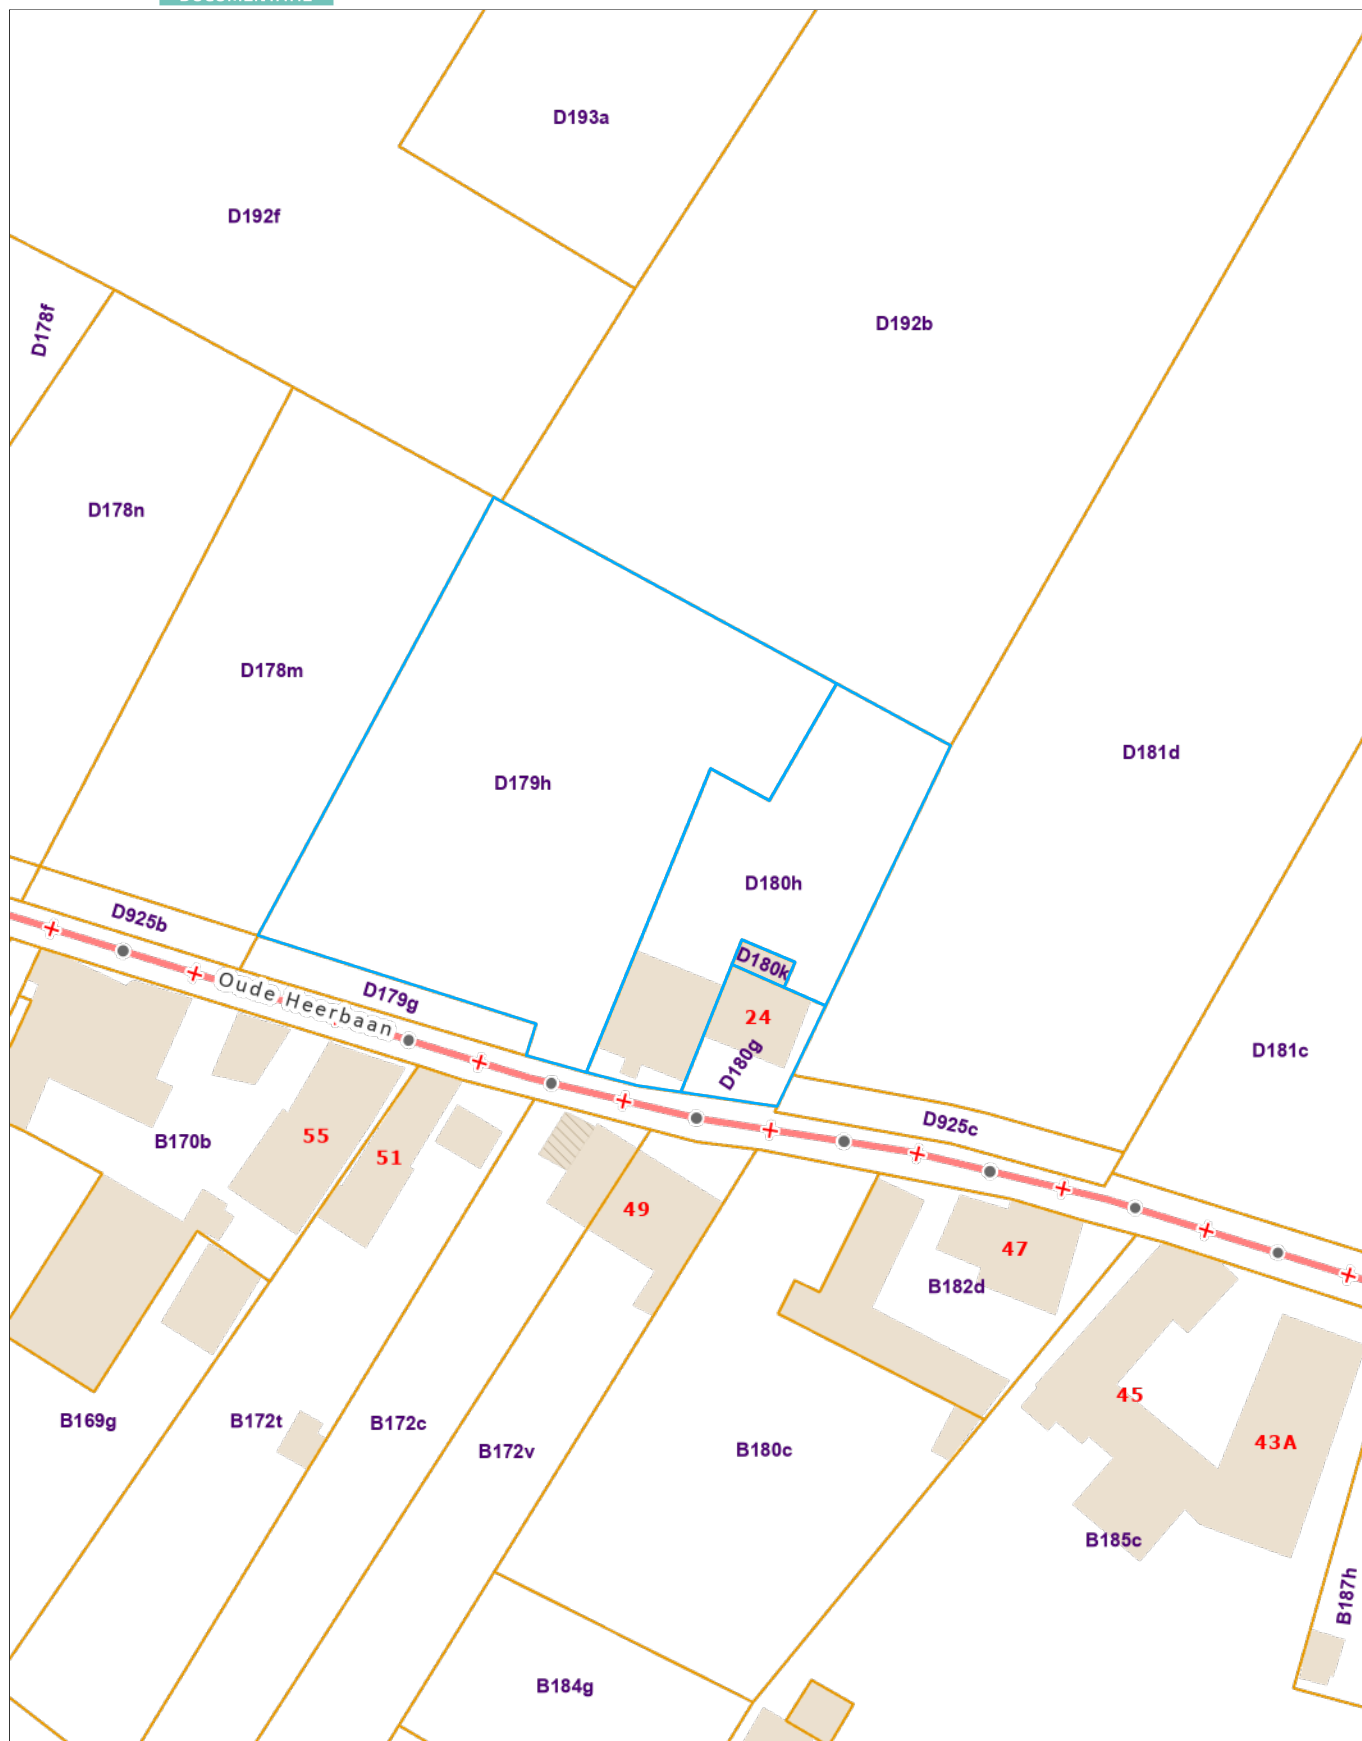 D193a
D192f
D192b
D178f
D178n
D178m
D181d
D179h
D180h
D925b
D180k
Oude Heerbaan
D179g
24
D180g
D181c
D925c
55
B170b
51
49
47
B182d
45
B169g
B172t
B172c
B172v
B180c
43A
B185c
B187h
B184g